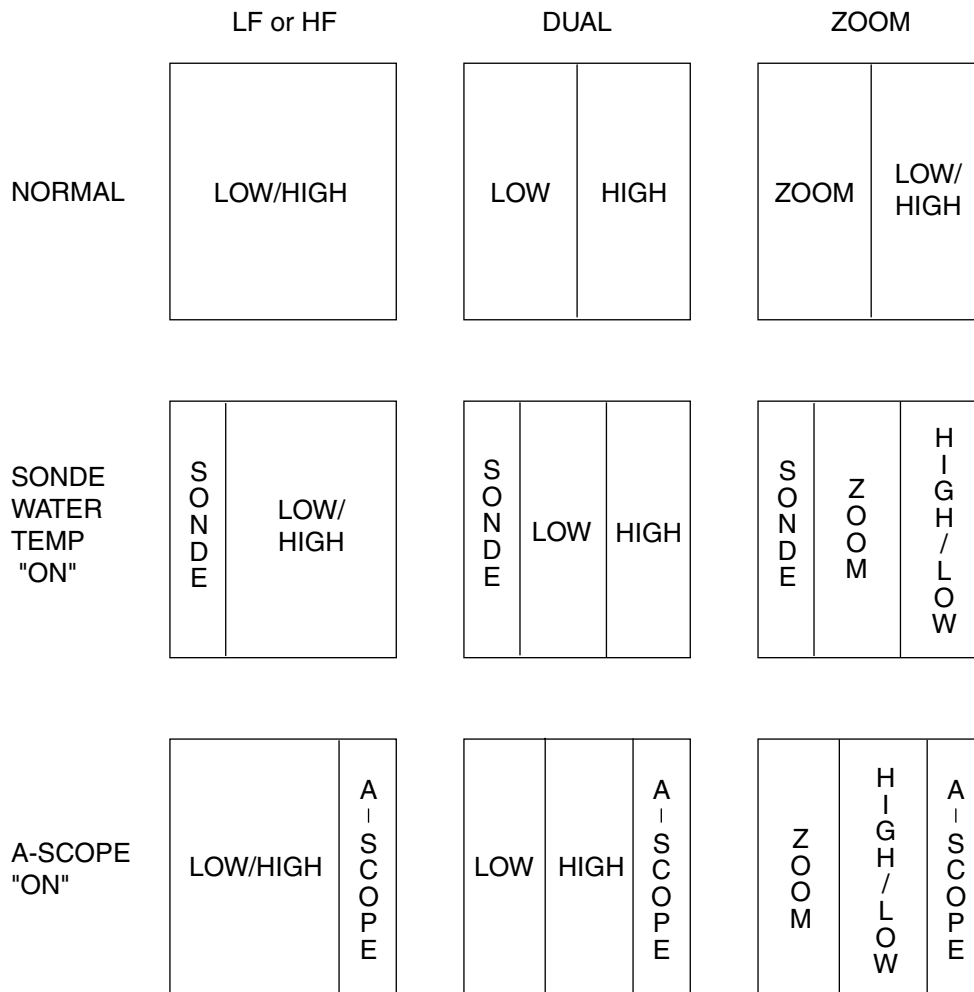 LF or HF
DUAL
ZOOM
NORMAL
LOW/HIGH
LOW
HIGH
ZOOM
LOW/
HIGH
SONDE
WATER
TEMP
"ON"
SONDE
LOW/
HIGH
SONDE
LOW
HIGH
SONDE
ZOOM
HIGH/LOW
A-SCOPE
"ON"
LOW/HIGH
A-SCOPE
LOW
HIGH
A-SCOPE
ZOOM
HIGH/LOW
A-SCOPE